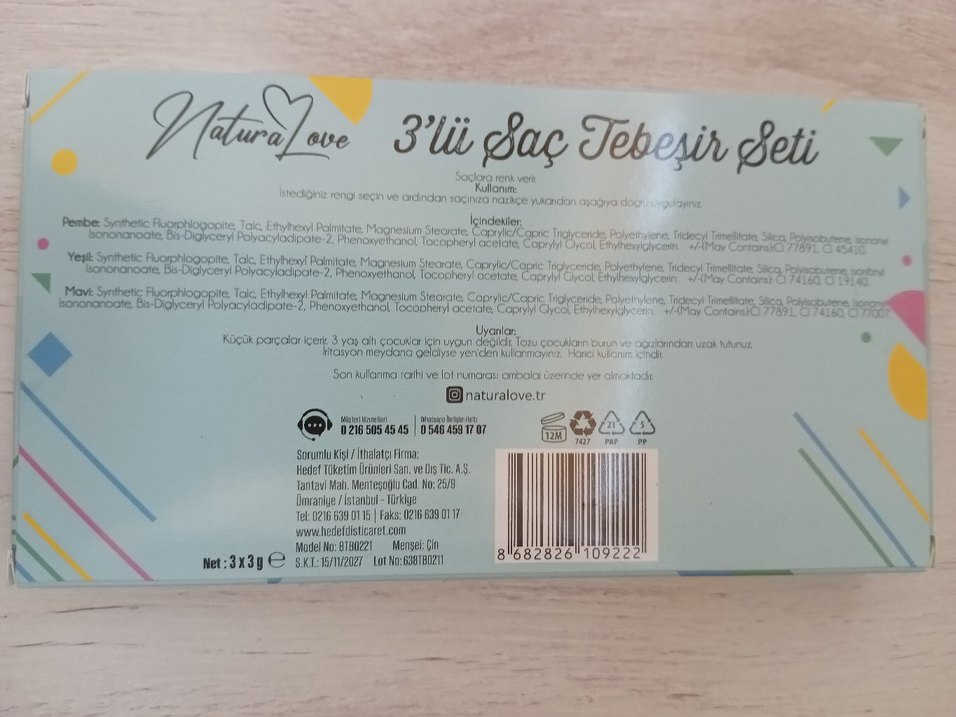 NaturaLove
3'lü Saç Tebeşir Seti
Saçlara renk verir.
Kullanım:
İstediğiniz rengi seçin ve ardından saçınıza nazikçe yukarıdan aşağıya doğru uygulayınız.
İçindekiler:
Pembe: Synthetic Fluorphlogopite, Talc, Ethylhexyl Palmitate, Magnesium Stearate, Caprylic/Capric Triglyceride, Polyethylene, Tridecyl Trimellitate, Silica, Polyisobutene, Isononyl
Isononanoate, Bis-Diglyceryl Polyacyladipate-2, Phenoxyethanol, Tocopheryl acetate, Caprylyl Glycol, Ethylhexylglycerin. +/-(May Contains):CI 77891, CI 45410.
Yeşil: Synthetic Fluorphlogopite, Talc, Ethylhexyl Palmitate, Magnesium Stearate, Caprylic/Capric Triglyceride, Polyethylene, Tridecyl Trimellitate, Silica, Polyisobutene, Isononyl
Isononanoate, Bis-Diglyceryl Polyacyladipate-2, Phenoxyethanol, Tocopheryl acetate, Caprylyl Glycol, Ethylhexylglycerin. +/-(May Contains): CI 74160, CI 19140.
Mavi: Synthetic Fluorphlogopite, Talc, Ethylhexyl Palmitate, Magnesium Stearate, Caprylic/Capric Triglyceride, Polyethylene, Tridecyl Trimellitate, Silica, Polyisobutene, Isononyl
Isononanoate, Bis-Diglyceryl Polyacyladipate-2, Phenoxyethanol, Tocopheryl acetate, Caprylyl Glycol, Ethylhexylglycerin. +/-(May Contains):CI 77891, CI 74160, CI 77007.
Uyarılar:
Küçük parçalar içerir. 3 yaş altı çocuklar için uygun değildir. Tozu çocukların burun ve ağızlarından uzak tutunuz.
İritasyon meydana geldiyse yeniden kullanmayınız. Harici kullanım içindir.
Son kullanma tarihi ve lot numarası ambalaj üzerinde yer almaktadır.
naturalove.tr
Müşteri Hizmetleri
0 216 505 45 45
Whatsapp İletişim Hattı
0 546 459 17 07
12M
7427
21
PAP
5
PP
Sorumlu Kişi / İthalatçı Firma:
Hedef Tüketim Ürünleri San. ve Dış Tic. A.Ş.
Tantavi Mah. Menteşoğlu Cad. No: 25/9
Ümraniye / İstanbul - Türkiye
Tel: 0216 639 01 15 | Faks: 0216 639 01 17
www.hedefdisticaret.com
Model No: BTB0221 Menşei: Çin
Net : 3 x 3 g e S.K.T.: 15/11/2027 Lot No:638TB0211
8 682826 109222